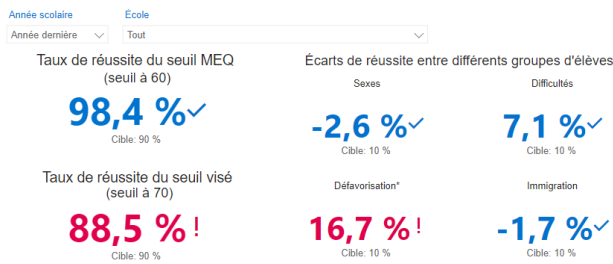 Année scolaire
École
Année dernière
Tout
Taux de réussite du seuil MEQ
(seuil à 60)
98,4 %
Cible: 90 %
Écarts de réussite entre différents groupes d'élèves
Sexes
Difficultés
-2,6 %
7,1 %
Cible: 10 %
Cible: 10 %
Taux de réussite du seuil visé
(seuil à 70)
88,5 % !
Cible: 90 %
Défavorisation*
Immigration
16,7 % !
-1,7 %
Cible: 10 %
Cible: 10 %